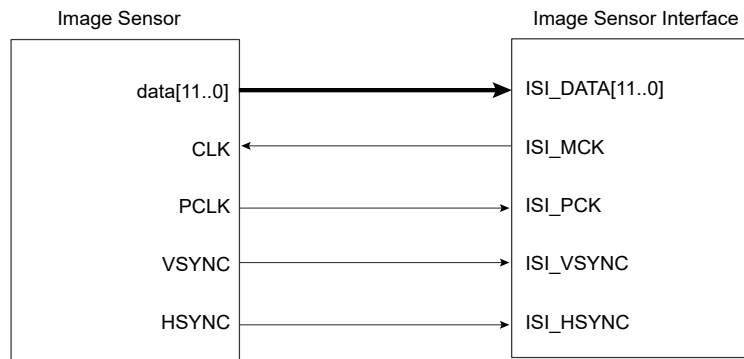 Image Sensor
Image Sensor Interface
data[11..0]
ISI_DATA[11..0]
CLK
ISI_MCK
PCLK
ISI_PCK
VSYNC
ISI_VSYNC
HSYNC
ISI_HSYNC